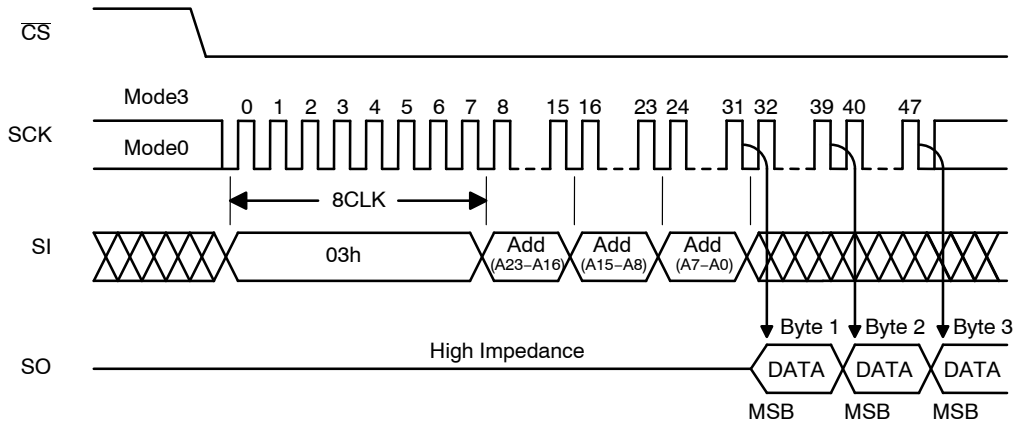 CS
Mode3
0 1 2 3 4 5 6 7 8 15 16 23 24 31 32 39 40 47
SCK
Mode0
8CLK
SI
03h
Add
(A23–A16)
Add
(A15–A8)
Add
(A7–A0)
Byte 1 Byte 2 Byte 3
High Impedance
SO
DATA DATA DATA
MSB MSB MSB